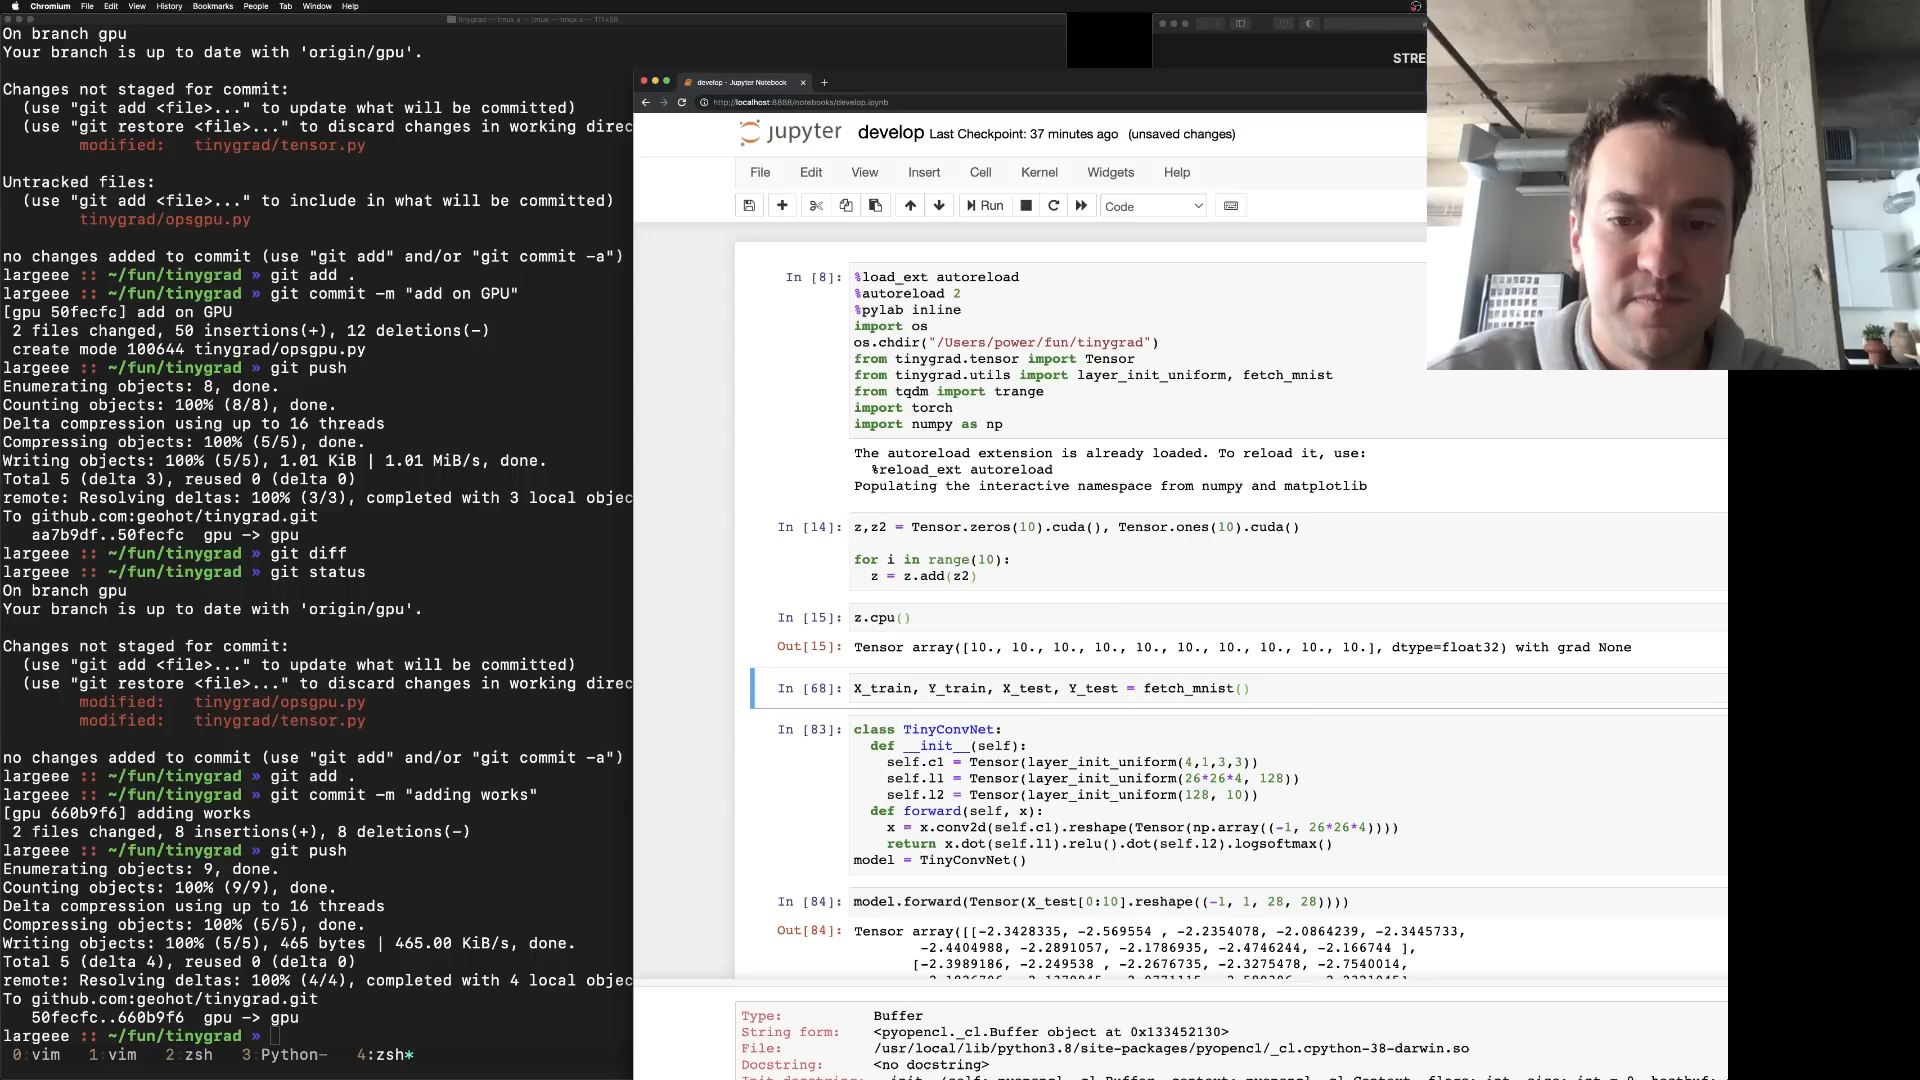 Chromium File Edit View History Bookmarks People Tab Window Help
tinygrad — tmux a — tmux — tmux a — 111×56
On branch gpu
Your branch is up to date with 'origin/gpu'.
Changes not staged for commit:
(use "git add <file>..." to update what will be committed)
(use "git restore <file>..." to discard changes in working direc
modified: tinygrad/tensor.py
Untracked files:
(use "git add <file>..." to include in what will be committed)
tinygrad/opsgpu.py
no changes added to commit (use "git add" and/or "git commit -a")
largeee :: ~/fun/tinygrad » git add .
largeee :: ~/fun/tinygrad » git commit -m "add on GPU"
[gpu 50fecfc] add on GPU
2 files changed, 50 insertions(+), 12 deletions(-)
create mode 100644 tinygrad/opsgpu.py
largeee :: ~/fun/tinygrad » git push
Enumerating objects: 8, done.
Counting objects: 100% (8/8), done.
Delta compression using up to 16 threads
Compressing objects: 100% (5/5), done.
Writing objects: 100% (5/5), 1.01 KiB | 1.01 MiB/s, done.
Total 5 (delta 3), reused 0 (delta 0)
remote: Resolving deltas: 100% (3/3), completed with 3 local objec
To github.com:geohot/tinygrad.git
aa7b9df..50fecfc gpu -> gpu
largeee :: ~/fun/tinygrad » git diff
largeee :: ~/fun/tinygrad » git status
On branch gpu
Your branch is up to date with 'origin/gpu'.
Changes not staged for commit:
(use "git add <file>..." to update what will be committed)
(use "git restore <file>..." to discard changes in working direc
modified: tinygrad/opsgpu.py
modified: tinygrad/tensor.py
no changes added to commit (use "git add" and/or "git commit -a")
largeee :: ~/fun/tinygrad » git add .
largeee :: ~/fun/tinygrad » git commit -m "adding works"
[gpu 660b9f6] adding works
2 files changed, 8 insertions(+), 8 deletions(-)
largeee :: ~/fun/tinygrad » git push
Enumerating objects: 9, done.
Counting objects: 100% (9/9), done.
Delta compression using up to 16 threads
Compressing objects: 100% (5/5), done.
Writing objects: 100% (5/5), 465 bytes | 465.00 KiB/s, done.
Total 5 (delta 4), reused 0 (delta 0)
remote: Resolving deltas: 100% (4/4), completed with 4 local objec
To github.com:geohot/tinygrad.git
50fecfc..660b9f6 gpu -> gpu
largeee :: ~/fun/tinygrad »
0 vim 1:vim 2 zsh 3 Python- 4:zsh*
STRE
develop - Jupyter Notebook
http://localhost:8888/notebooks/develop.ipynb
jupyter develop Last Checkpoint: 37 minutes ago (unsaved changes)
File Edit View Insert Cell Kernel Widgets Help
Run Code
In [8]: %load_ext autoreload
%autoreload 2
%pylab inline
import os
os.chdir("/Users/power/fun/tinygrad")
from tinygrad.tensor import Tensor
from tinygrad.utils import layer_init_uniform, fetch_mnist
from tqdm import trange
import torch
import numpy as np
The autoreload extension is already loaded. To reload it, use:
%reload_ext autoreload
Populating the interactive namespace from numpy and matplotlib
In [14]: z,z2 = Tensor.zeros(10).cuda(), Tensor.ones(10).cuda()
for i in range(10):
z = z.add(z2)
In [15]: z.cpu()
Out[15]: Tensor array([10., 10., 10., 10., 10., 10., 10., 10., 10., 10.], dtype=float32) with grad None
In [68]: X_train, Y_train, X_test, Y_test = fetch_mnist()
In [83]: class TinyConvNet:
def __init__(self):
self.c1 = Tensor(layer_init_uniform(4,1,3,3))
self.l1 = Tensor(layer_init_uniform(26*26*4, 128))
self.l2 = Tensor(layer_init_uniform(128, 10))
def forward(self, x):
x = x.conv2d(self.c1).reshape(Tensor(np.array((-1, 26*26*4))))
return x.dot(self.l1).relu().dot(self.l2).logsoftmax()
model = TinyConvNet()
In [84]: model.forward(Tensor(X_test[0:10].reshape((-1, 1, 28, 28))))
Out[84]: Tensor array([[-2.3428335, -2.569554 , -2.2354078, -2.0864239, -2.3445733,
-2.4404988, -2.2891057, -2.1786935, -2.4746244, -2.166744 ],
[-2.3989186, -2.249538 , -2.2676735, -2.3275478, -2.7540014,
Type: Buffer
String form: <pyopencl._cl.Buffer object at 0x133452130>
File: /usr/local/lib/python3.8/site-packages/pyopencl/_cl.cpython-38-darwin.so
Docstring: <no docstring>